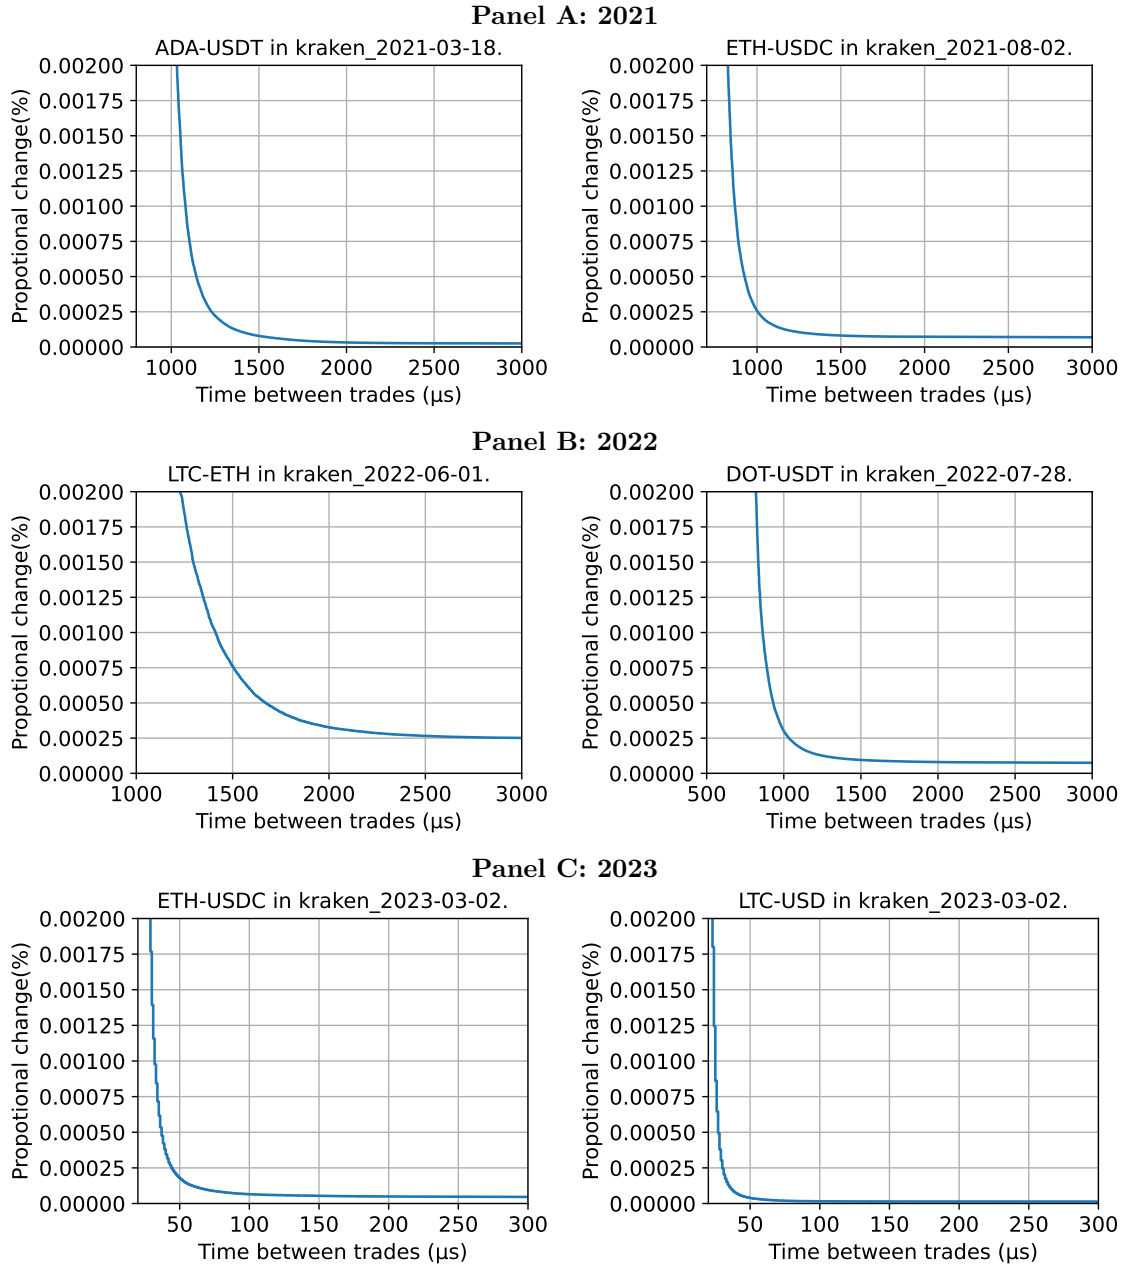 Panel A: 2021
ADA-USDT in kraken_2021-03-18.
Propotional change(%)
0.00200
0.00175
0.00150
0.00125
0.00100
0.00075
0.00050
0.00025
0.00000
1000 1500 2000 2500 3000
Time between trades (µs)
ETH-USDC in kraken_2021-08-02.
Propotional change(%)
0.00200
0.00175
0.00150
0.00125
0.00100
0.00075
0.00050
0.00025
0.00000
1000 1500 2000 2500 3000
Time between trades (µs)
Panel B: 2022
LTC-ETH in kraken_2022-06-01.
Propotional change(%)
0.00200
0.00175
0.00150
0.00125
0.00100
0.00075
0.00050
0.00025
0.00000
1000 1500 2000 2500 3000
Time between trades (µs)
DOT-USDT in kraken_2022-07-28.
Propotional change(%)
0.00200
0.00175
0.00150
0.00125
0.00100
0.00075
0.00050
0.00025
0.00000
500 1000 1500 2000 2500 3000
Time between trades (µs)
Panel C: 2023
ETH-USDC in kraken_2023-03-02.
Propotional change(%)
0.00200
0.00175
0.00150
0.00125
0.00100
0.00075
0.00050
0.00025
0.00000
50 100 150 200 250 300
Time between trades (µs)
LTC-USD in kraken_2023-03-02.
Propotional change(%)
0.00200
0.00175
0.00150
0.00125
0.00100
0.00075
0.00050
0.00025
0.00000
50 100 150 200 250 300
Time between trades (µs)